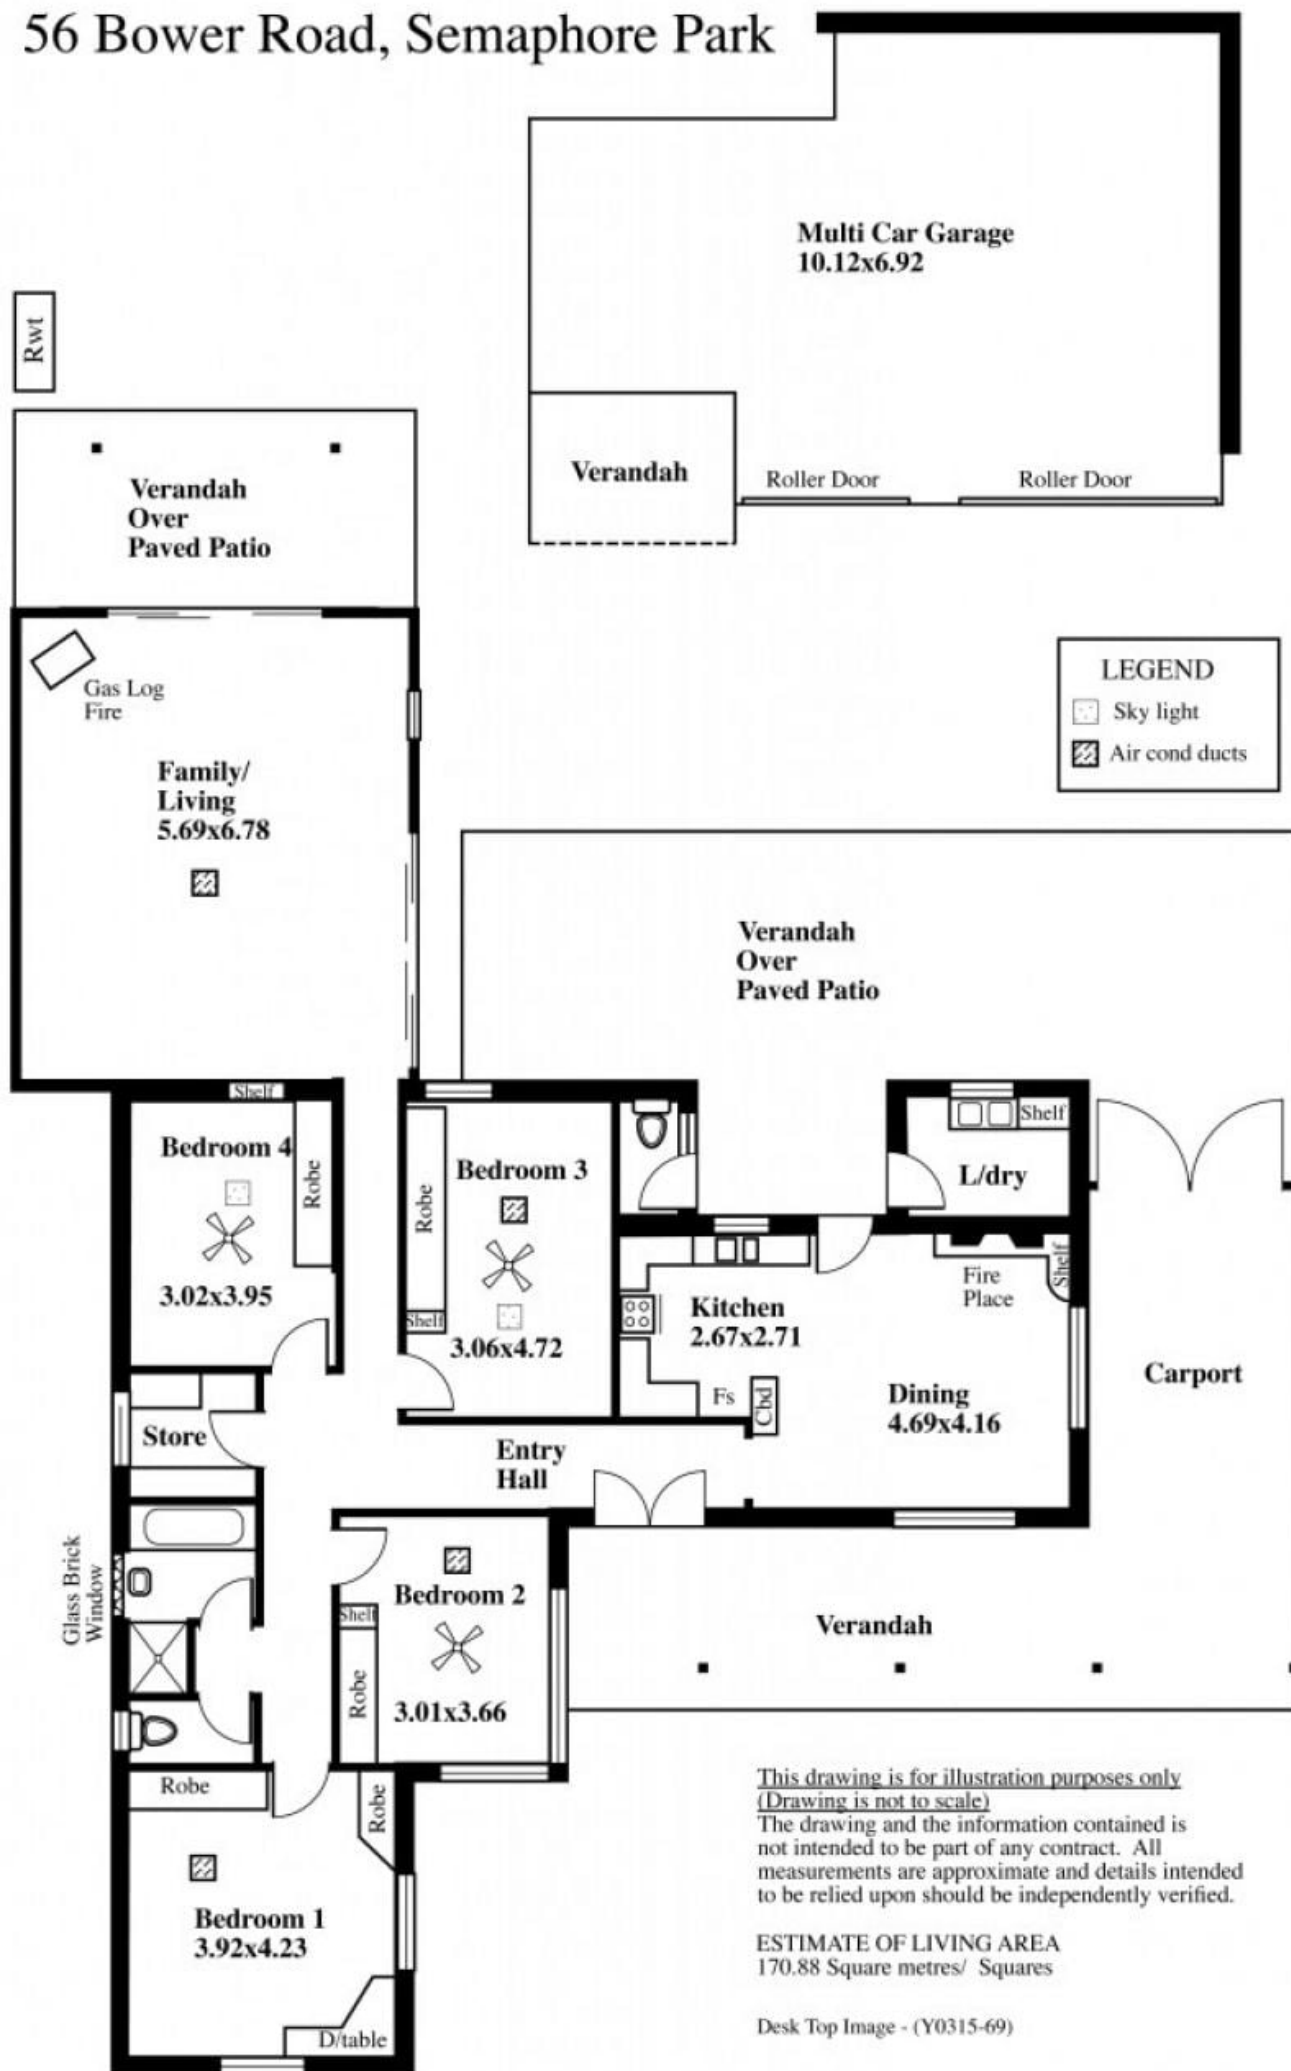 56 Bower Road, Semaphore Park
Multi Car Garage
10.12x6.92
Rwt
Verandah
Over
Paved Patio
Verandah
Roller Door
Roller Door
Gas Log
Fire
LEGEND
Sky light
Air cond ducts
Family/
Living
5.69x6.78
Verandah
Over
Paved Patio
Shelf
Bedroom 4
Robe
3.02x3.95
Bedroom 3
Robe
Shelf
3.06x4.72
Shelf
L/dry
Kitchen
2.67x2.71
Fire
Place
Shelf
Fs
Cbd
Dining
4.69x4.16
Carport
Store
Entry
Hall
Glass Brick
Window
Bedroom 2
Shelf
Robe
3.01x3.66
Verandah
Robe
Robe
Bedroom 1
3.92x4.23
D/table
This drawing is for illustration purposes only
(Drawing is not to scale)
The drawing and the information contained is
not intended to be part of any contract. All
measurements are approximate and details intended
to be relied upon should be independently verified.
ESTIMATE OF LIVING AREA
170.88 Square metres/ Squares
Desk Top Image - (Y0315-69)